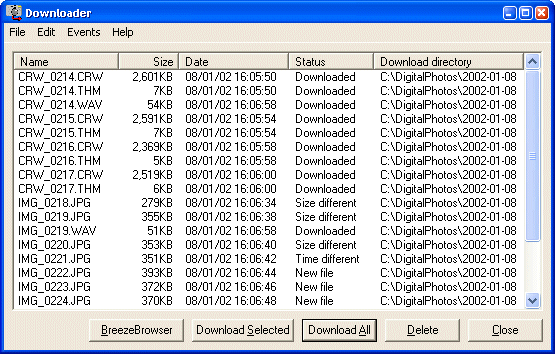 Downloader
File Edit Events Help
Name Size Date Status Download directory
CRW_0214.CRW 2,601KB 08/01/02 16:05:50 Downloaded C:\DigitalPhotos\2002-01-08
CRW_0214.THM 7KB 08/01/02 16:05:50 Downloaded C:\DigitalPhotos\2002-01-08
CRW_0214.WAV 54KB 08/01/02 16:06:58 Downloaded C:\DigitalPhotos\2002-01-08
CRW_0215.CRW 2,591KB 08/01/02 16:05:54 Downloaded C:\DigitalPhotos\2002-01-08
CRW_0215.THM 7KB 08/01/02 16:05:54 Downloaded C:\DigitalPhotos\2002-01-08
CRW_0216.CRW 2,369KB 08/01/02 16:05:58 Downloaded C:\DigitalPhotos\2002-01-08
CRW_0216.THM 5KB 08/01/02 16:05:58 Downloaded C:\DigitalPhotos\2002-01-08
CRW_0217.CRW 2,519KB 08/01/02 16:06:00 Downloaded C:\DigitalPhotos\2002-01-08
CRW_0217.THM 6KB 08/01/02 16:06:00 Downloaded C:\DigitalPhotos\2002-01-08
IMG_0218.JPG 279KB 08/01/02 16:06:34 Size different C:\DigitalPhotos\2002-01-08
IMG_0219.JPG 355KB 08/01/02 16:06:38 Size different C:\DigitalPhotos\2002-01-08
IMG_0219.WAV 51KB 08/01/02 16:06:58 Downloaded C:\DigitalPhotos\2002-01-08
IMG_0220.JPG 353KB 08/01/02 16:06:40 Size different C:\DigitalPhotos\2002-01-08
IMG_0221.JPG 351KB 08/01/02 16:06:42 Time different C:\DigitalPhotos\2002-01-08
IMG_0222.JPG 393KB 08/01/02 16:06:44 New file C:\DigitalPhotos\2002-01-08
IMG_0223.JPG 372KB 08/01/02 16:06:46 New file C:\DigitalPhotos\2002-01-08
IMG_0224.JPG 370KB 08/01/02 16:06:48 New file C:\DigitalPhotos\2002-01-08
BreezeBrowser Download Selected Download All Delete Close